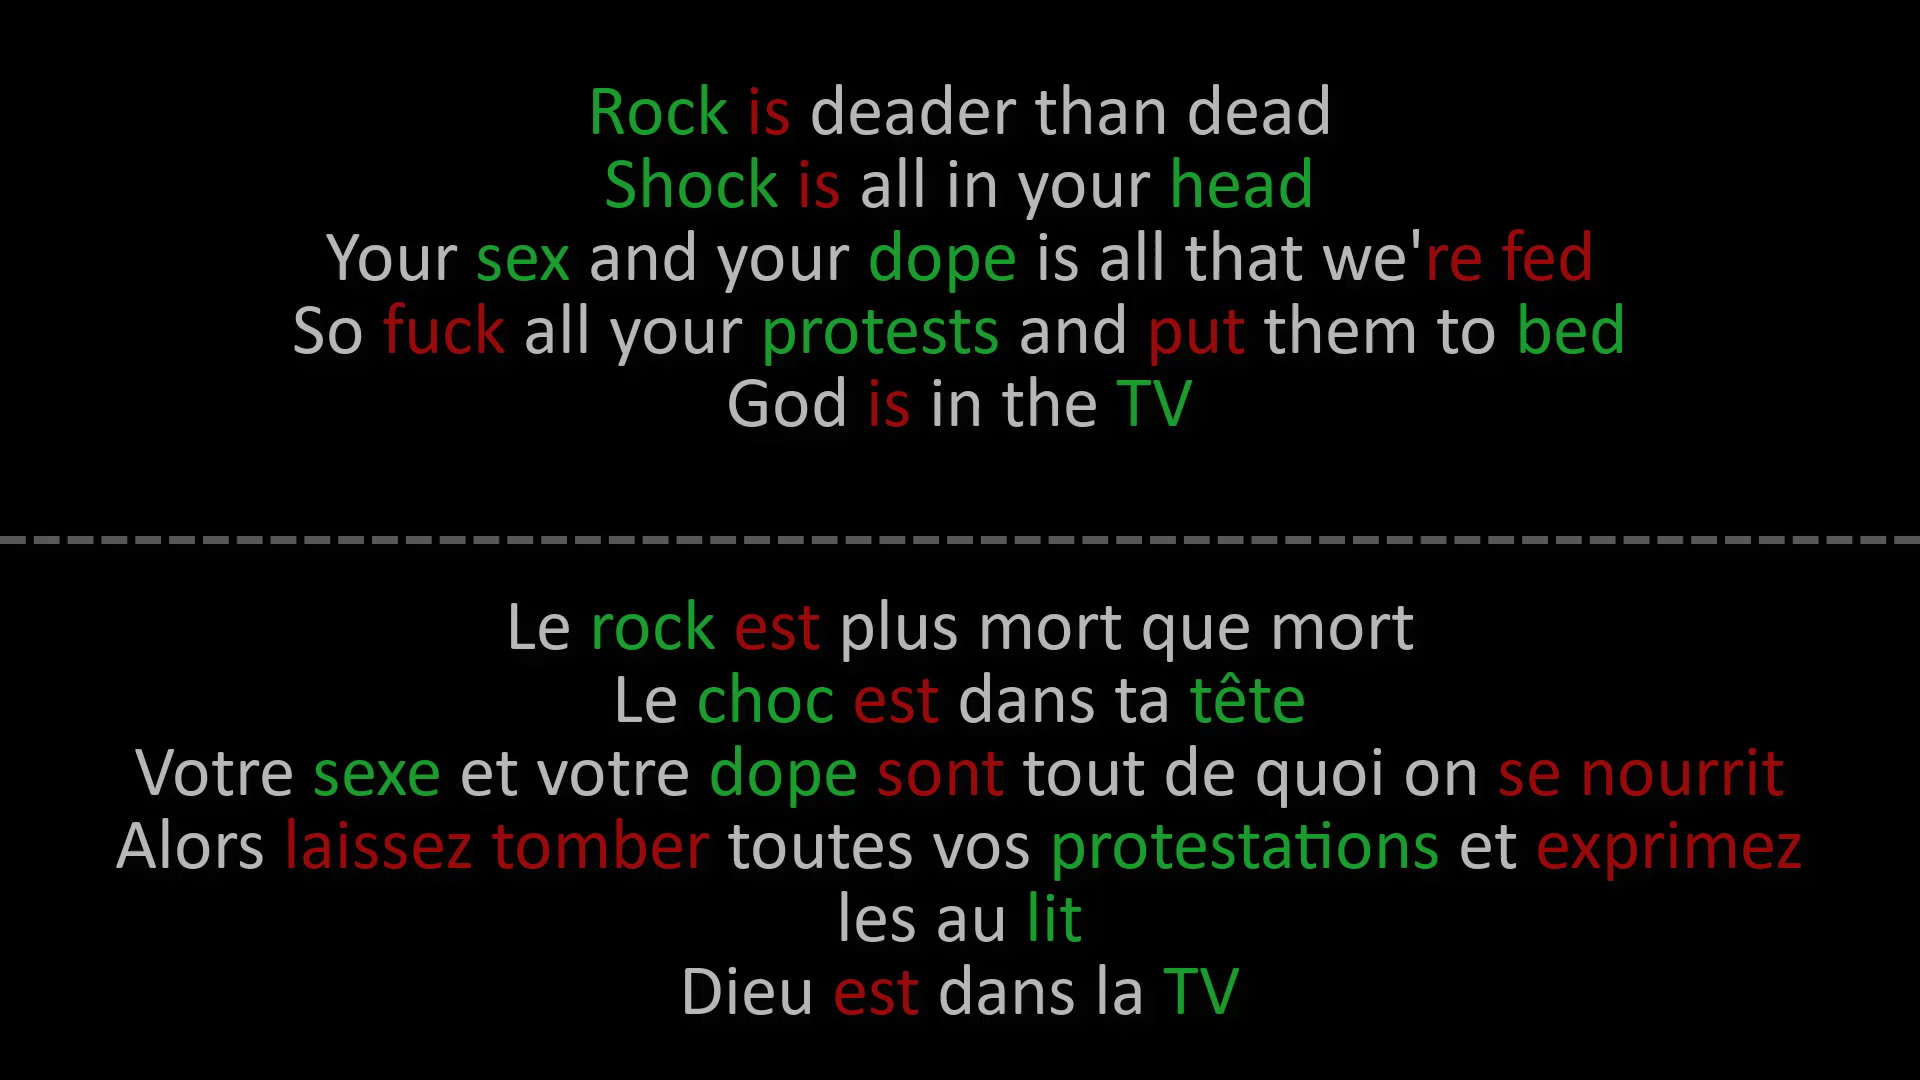 Rock is deader than dead
Shock is all in your head
Your sex and your dope is all that we're fed
So fuck all your protests and put them to bed
God is in the TV
Le rock est plus mort que mort
Le choc est dans ta tête
Votre sexe et votre dope sont tout de quoi on se nourrit
Alors laissez tomber toutes vos protestations et exprimez
les au lit
Dieu est dans la TV